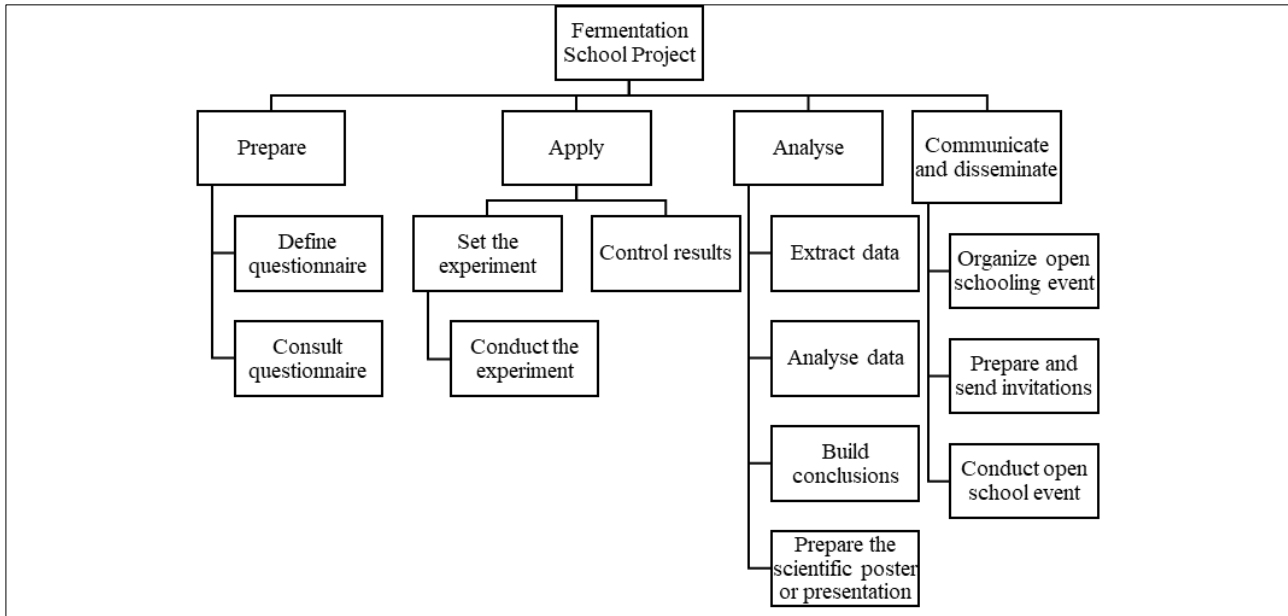 Fermentation
School Project
Prepare
Apply
Analyse
Communicate
and disseminate
Define
questionnaire
Consult
questionnaire
Set the
experiment
Conduct the
experiment
Control results
Extract data
Analyse data
Build
conclusions
Prepare the
scientific poster
or presentation
Organize open
schooling event
Prepare and
send invitations
Conduct open
school event